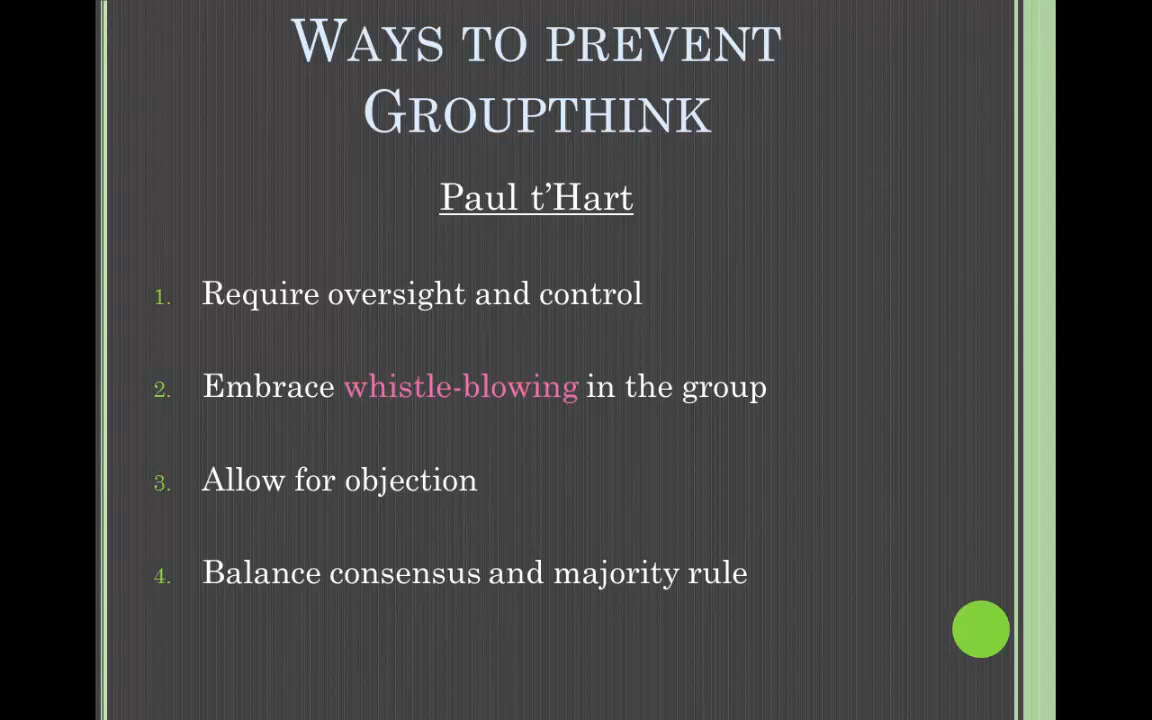 WAYS TO PREVENT
GROUPTHINK
Paul t’Hart
1. Require oversight and control
2. Embrace whistle-blowing in the group
3. Allow for objection
4. Balance consensus and majority rule